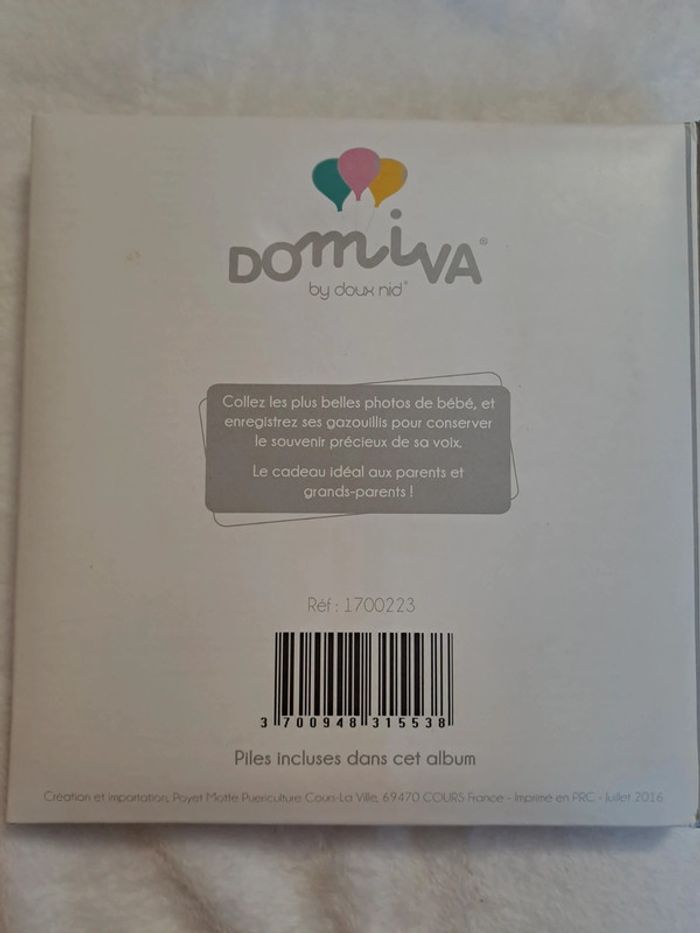 DOMIVA®
by doux nid®
Collez les plus belles photos de bébé, et
enregistrez ses gazouillis pour conserver
le souvenir précieux de sa voix.
Le cadeau idéal aux parents et
grands-parents !
Réf : 1700223
3 700948 315538
Piles incluses dans cet album
Création et importation, Poyet Motte Puericulture Cours-La Ville, 69470 COURS France - Imprimé en PRC - Juillet 2016